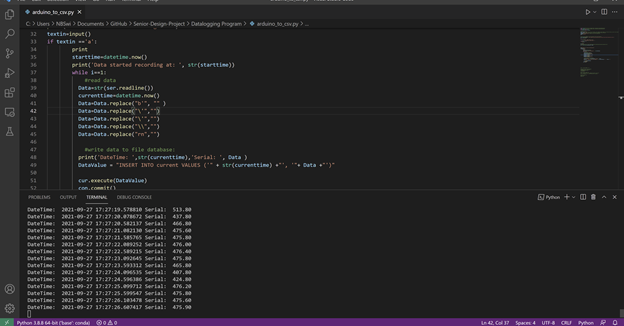 arduino_to_csv.py
C: > Users > NBSwi > Documents > GitHub > Senior-Design-Project > Datalogging Program > arduino_to_csv.py > ...
32 textin=input()
33 if textin =='a':
34 print
35 starttime=datetime.now()
36 print('Data started recording at: ', str(starttime))
37 while i==1:
38 #read data
39 Data=str(ser.readline())
40 currenttime=datetime.now()
41 Data=Data.replace("b'", "" )
42 Data=Data.replace("\'","")
43 Data=Data.replace("\'","")
44 Data=Data.replace("\\","")
45 Data=Data.replace("rn","")
46
47 #write data to file database:
48 print('DateTime: ',str(currenttime),'Serial: ', Data )
49 DataValue = "INSERT INTO current VALUES ('" + str(currenttime) +"', '"+ Data +"')"
50
51 cur.execute(DataValue)
52 con.commit()
PROBLEMS OUTPUT TERMINAL DEBUG CONSOLE Python
DateTime: 2021-09-27 17:27:19.578810 Serial: 513.80
DateTime: 2021-09-27 17:27:20.078672 Serial: 437.80
DateTime: 2021-09-27 17:27:20.582137 Serial: 466.80
DateTime: 2021-09-27 17:27:21.082130 Serial: 475.60
DateTime: 2021-09-27 17:27:21.585765 Serial: 475.80
DateTime: 2021-09-27 17:27:22.089252 Serial: 476.00
DateTime: 2021-09-27 17:27:22.589215 Serial: 476.40
DateTime: 2021-09-27 17:27:23.092645 Serial: 475.80
DateTime: 2021-09-27 17:27:23.593312 Serial: 465.80
DateTime: 2021-09-27 17:27:24.096535 Serial: 407.80
DateTime: 2021-09-27 17:27:24.596386 Serial: 424.80
DateTime: 2021-09-27 17:27:25.099712 Serial: 476.20
DateTime: 2021-09-27 17:27:25.599547 Serial: 475.80
DateTime: 2021-09-27 17:27:26.103478 Serial: 475.60
DateTime: 2021-09-27 17:27:26.607417 Serial: 475.90
Python 3.8.8 64-bit ('base': conda) 0 0 Ln 42, Col 37 Spaces: 4 UTF-8 CRLF Python